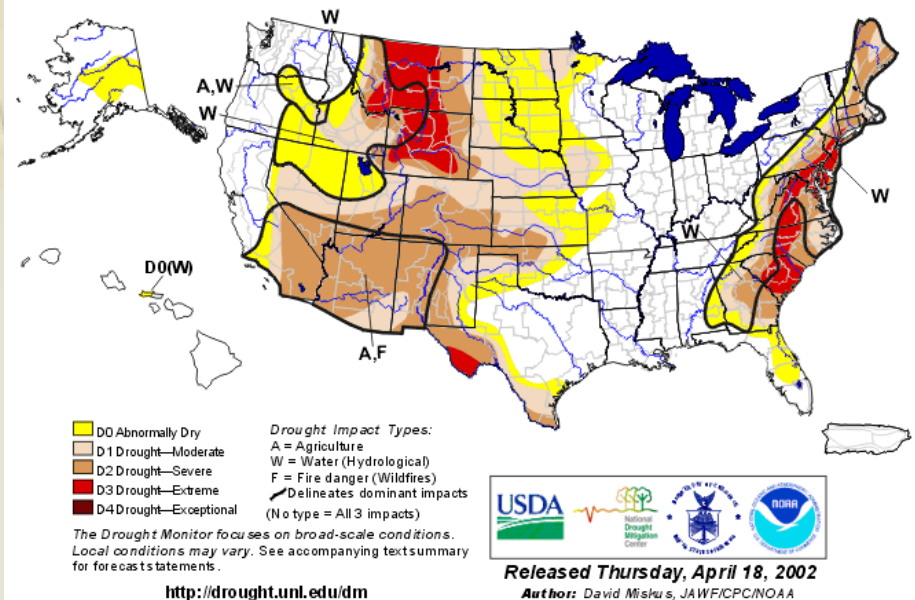 W
A,W
W
W
D0(W)
W
A,F
D0 Abnormally Dry
D1 Drought—Moderate
D2 Drought—Severe
D3 Drought—Extreme
D4 Drought—Exceptional
Drought Impact Types:
A = Agriculture
W = Water (Hydrological)
F = Fire danger (Wildfires)
Delineates dominant impacts
(No type = All 3 impacts)
The Drought Monitor focuses on broad-scale conditions.
Local conditions may vary. See accompanying text summary
for forecast statements.
http://drought.unl.edu/dm
USDA
National
Drought
Mitigation
Center
NOAA
Released Thursday, April 18, 2002
Author: David Miskus, JAWF/CPC/NOAA